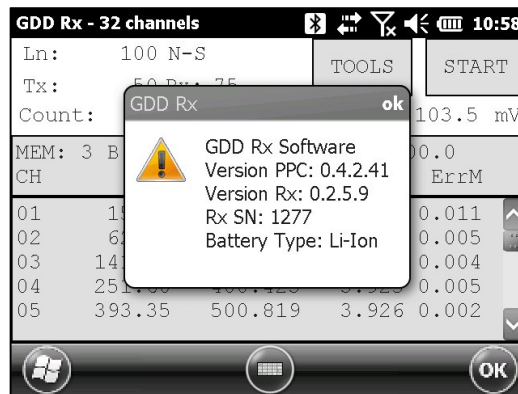 GDD Rx - 32 channels 10:58
Ln: 100 N-S
TOOLS START
Tx:
Count: 103.5 mV
GDD Rx ok
GDD Rx Software
Version PPC: 0.4.2.41
Version Rx: 0.2.5.9
Rx SN: 1277
Battery Type: Li-Ion
MEM: 3 B
CH ErrM
01 0.011
02 0.005
03 0.004
04 0.005
05 393.35 500.819 3.926 0.002
OK